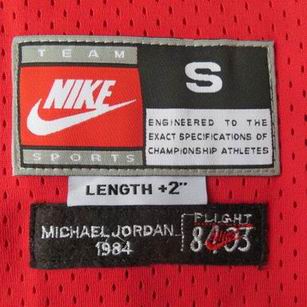 TEAM
NIKE
SPORTS
S
ENGINEERED TO THE
EXACT SPECIFICATIONS OF
CHAMPIONSHIP ATHLETES
LENGTH +2"
MICHAEL JORDAN
1984
FLIGHT
8403